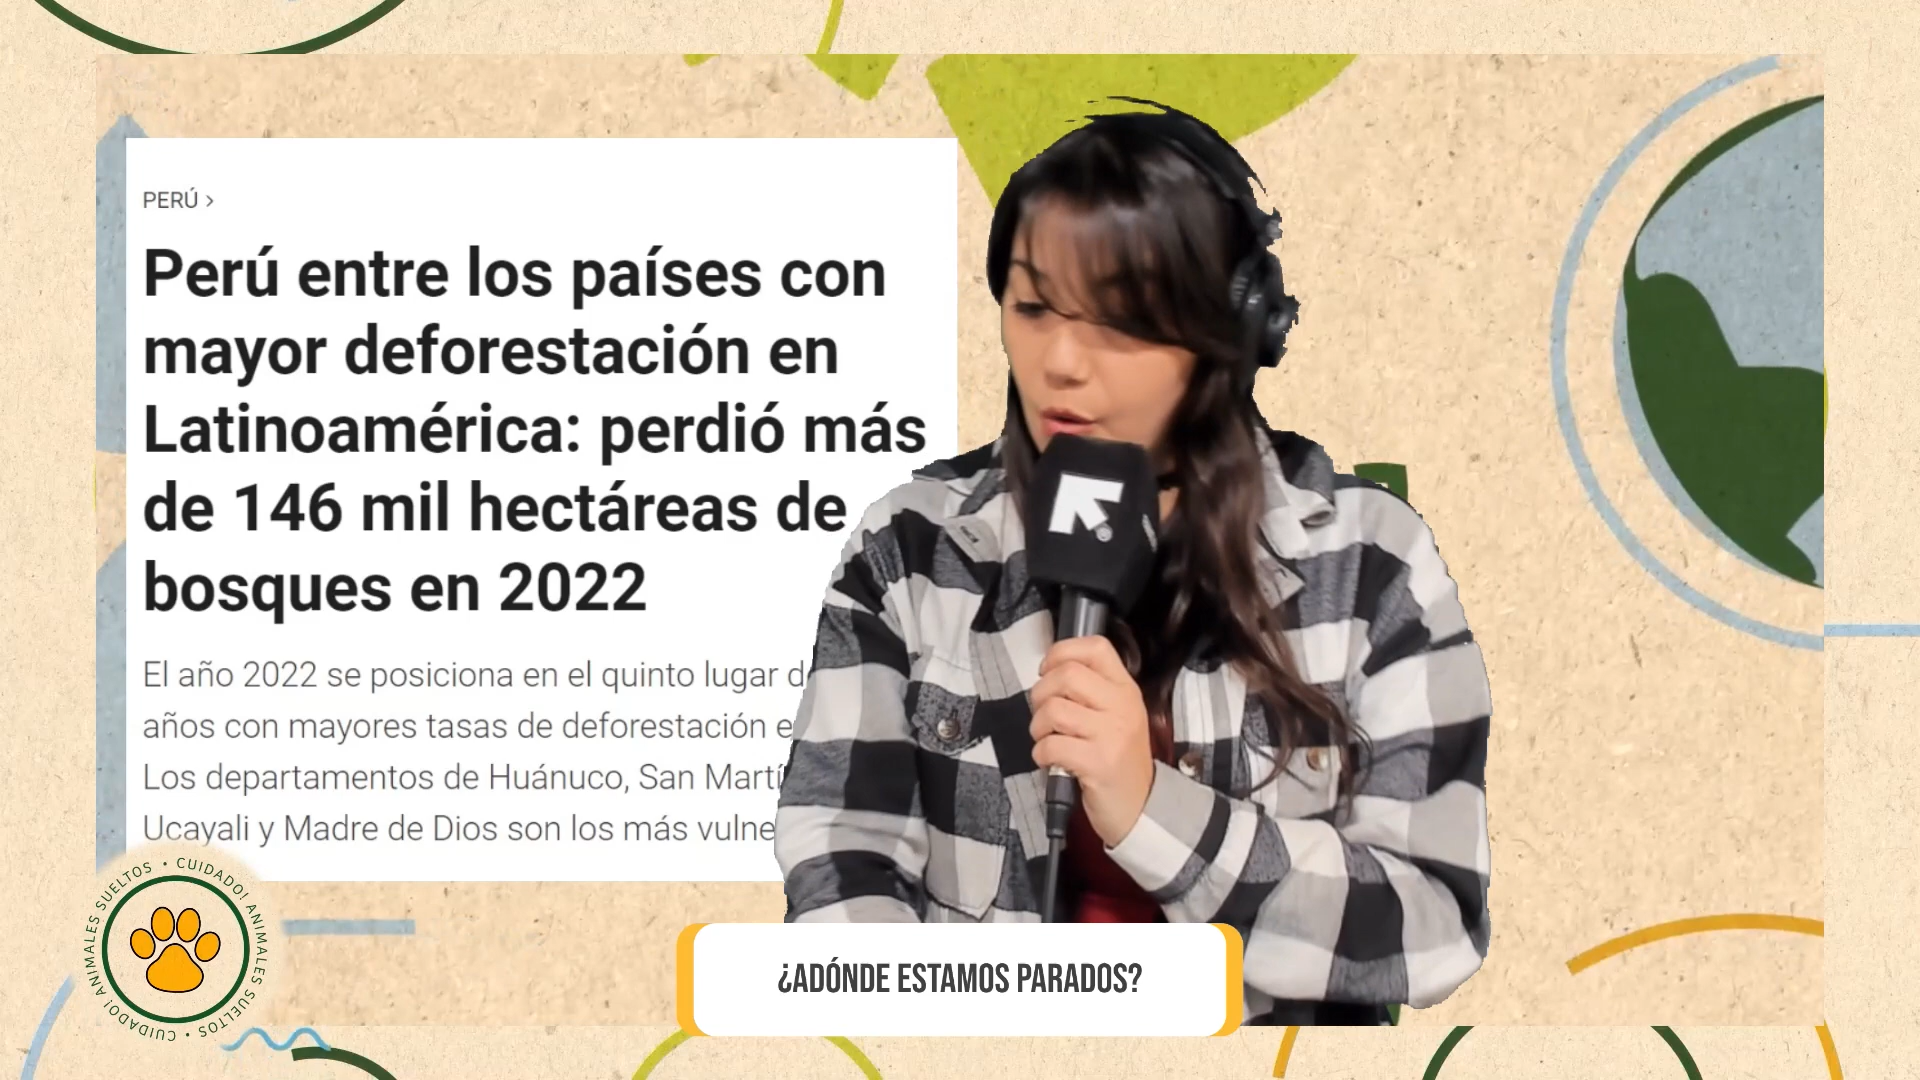 PERÚ >
Perú entre los países con
mayor deforestación en
Latinoamérica: perdió más
de 146 mil hectáreas de
bosques en 2022
El año 2022 se posiciona en el quinto lugar
años con mayores tasas de deforestación
Los departamentos de Huánuco, San
Ucayali y Madre de Dios son los más
CUIDADO! ANIMALES SUELTOS • CUIDADO! ANIMALES SUELTOS •
¿ADÓNDE ESTAMOS PARADOS?